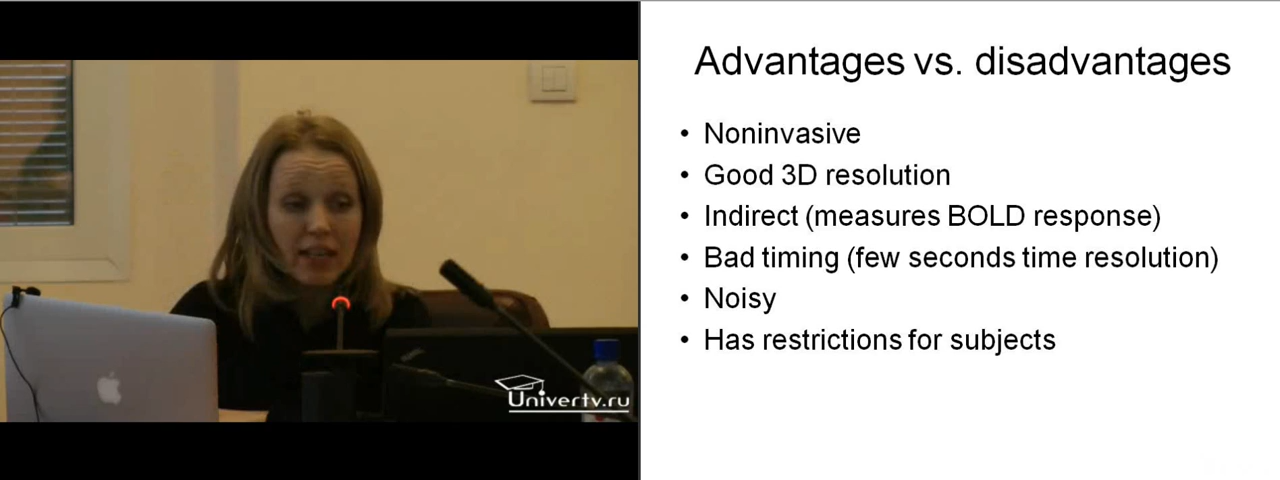 Advantages vs. disadvantages
• Noninvasive
• Good 3D resolution
• Indirect (measures BOLD response)
• Bad timing (few seconds time resolution)
• Noisy
• Has restrictions for subjects
Univertv.ru